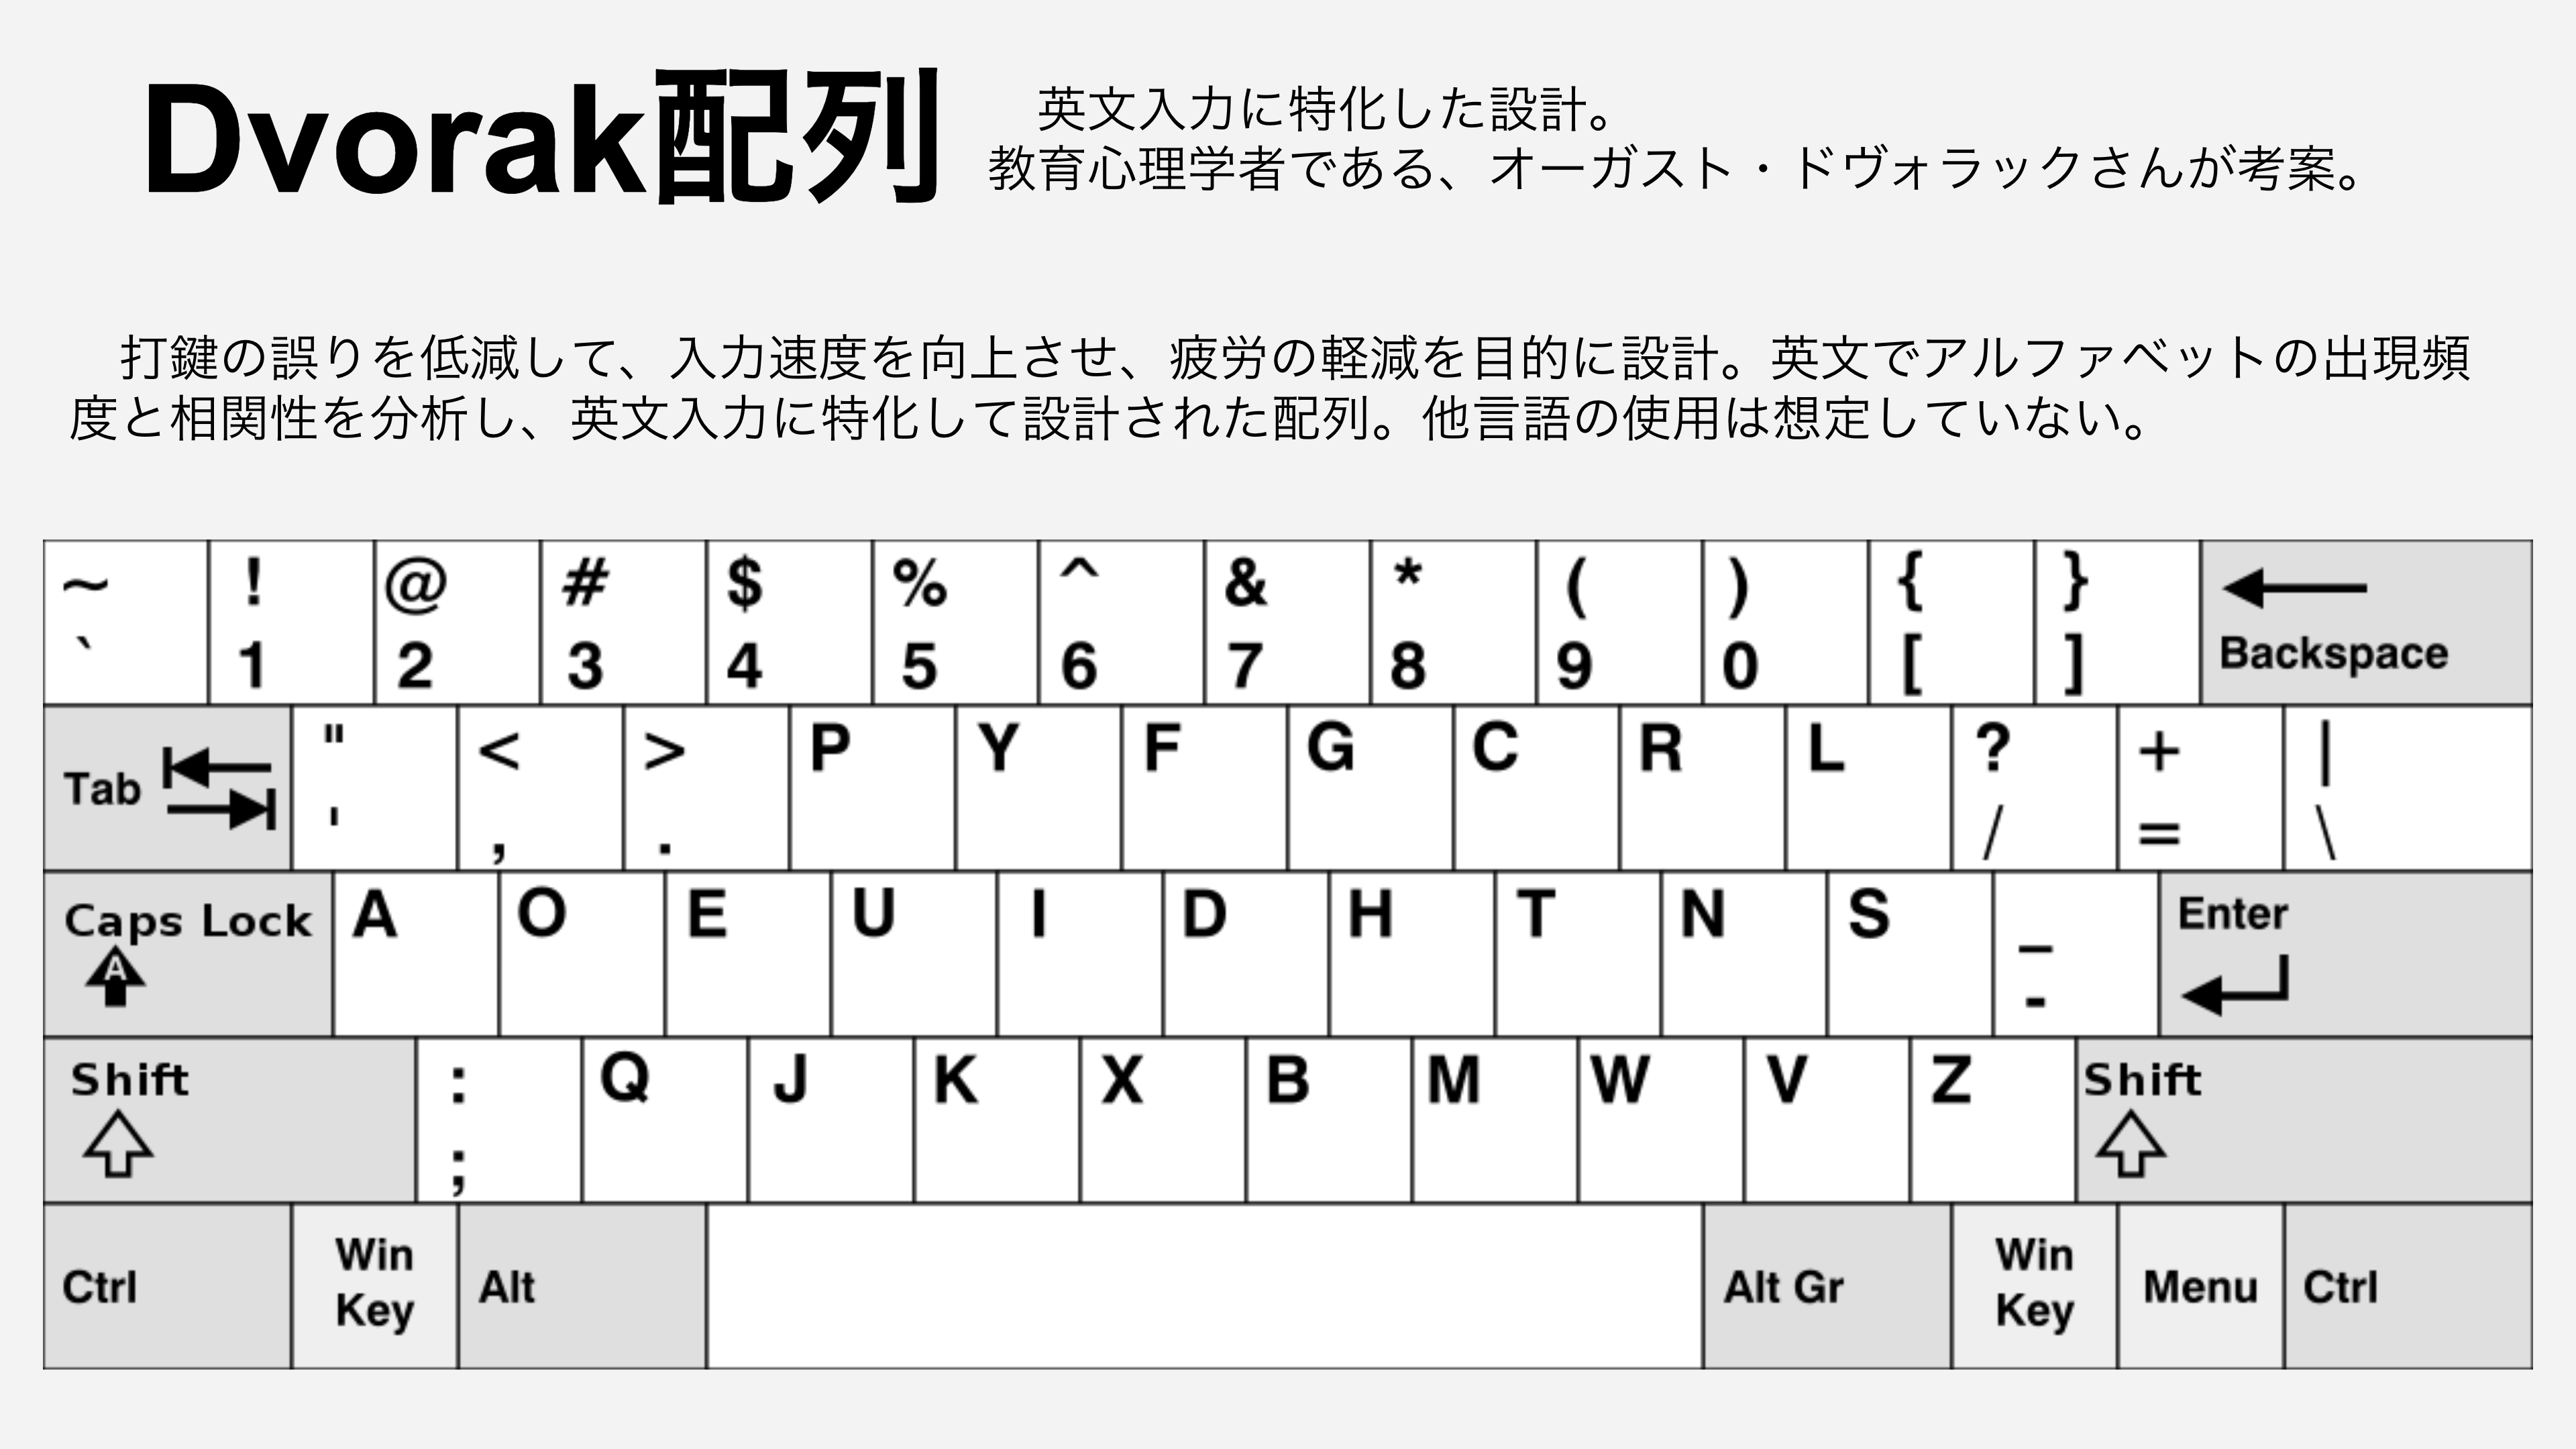 Dvorak配列
英文入力に特化した設計。
教育心理学者である、オーガスト・ドヴォラックさんが考案。
打鍵の誤りを低減して、入力速度を向上させ、疲労の軽減を目的に設計。英文でアルファベットの出現頻
度と相関性を分析し、英文入力に特化して設計された配列。他言語の使用は想定していない。
~ ! @ # $ % ^ & * ( ) { }
` 1 2 3 4 5 6 7 8 9 0 [ ] Backspace
Tab " < > P Y F G C R L ? + |
' , . / = \
Caps Lock A O E U I D H T N S _ Enter
A -
Shift : Q J K X B M W V Z Shift
;
Ctrl Win Key Alt Alt Gr Win Key Menu Ctrl